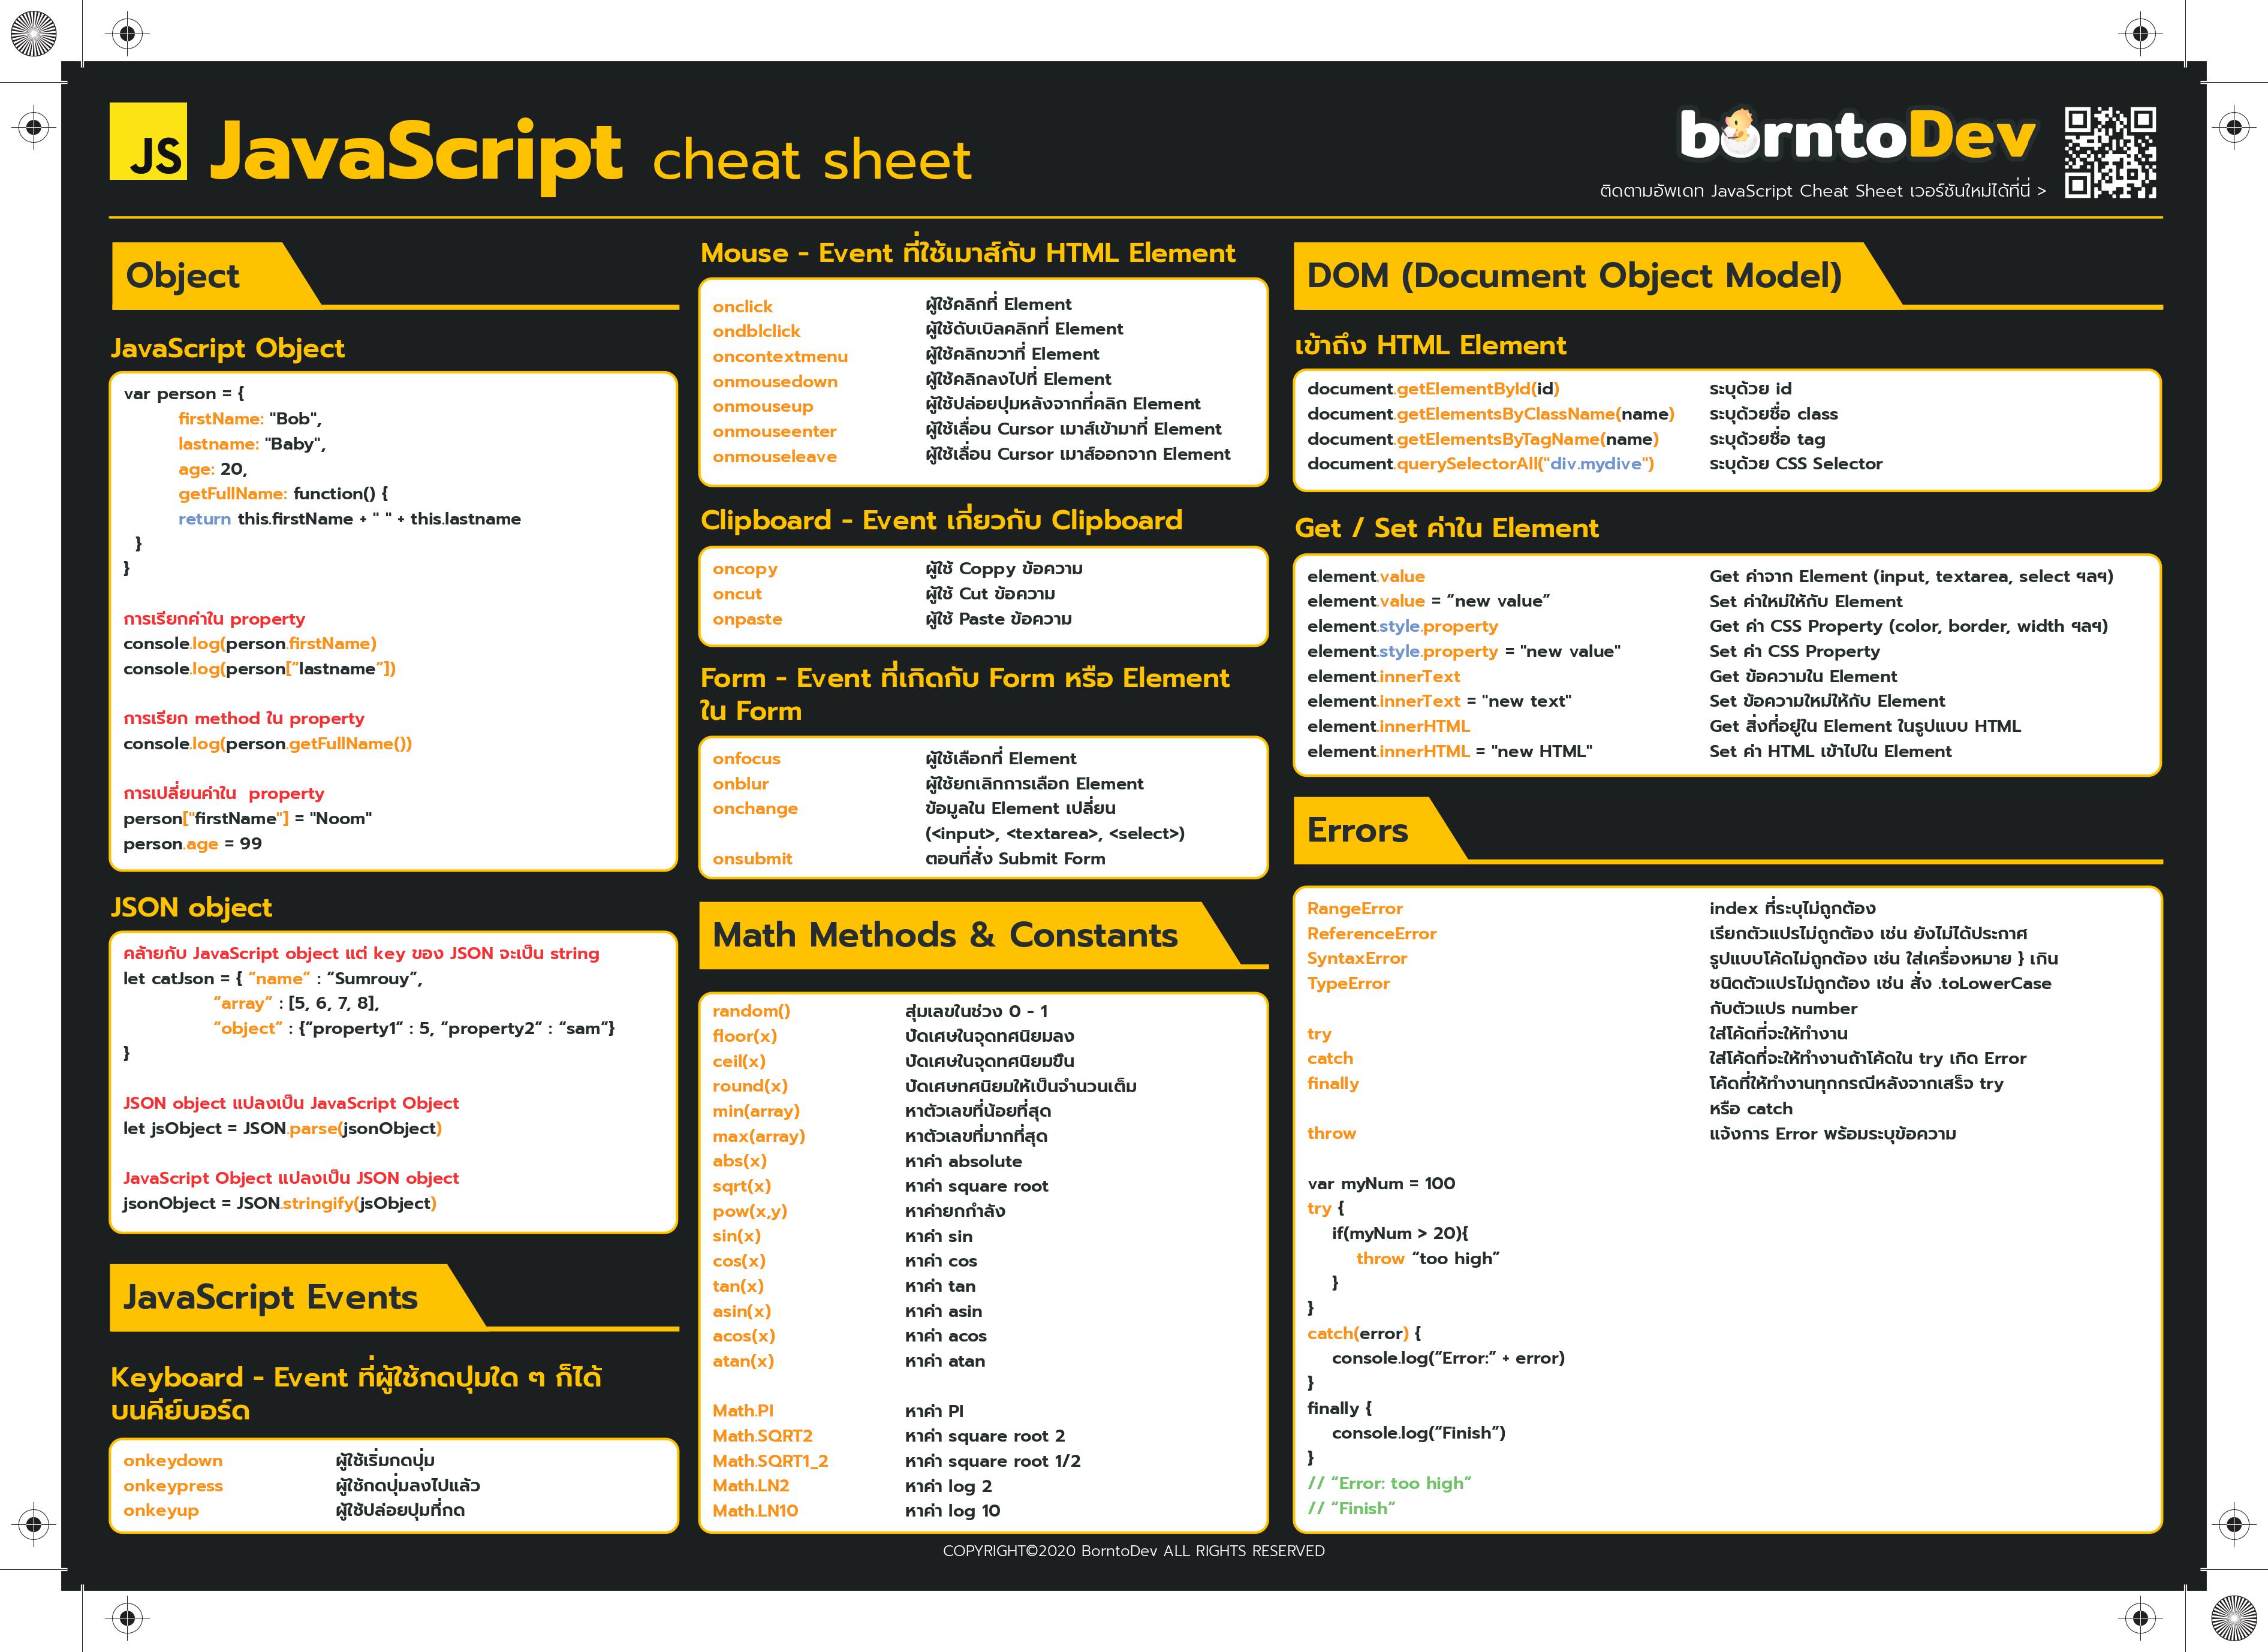 JS JavaScript cheat sheet
borntoDev
ติดตามอัพเดท JavaScript Cheat Sheet เวอร์ชันใหม่ได้ที่นี่ >
Object
JavaScript Object
var person = {
firstName: "Bob",
lastname: "Baby",
age: 20,
getFullName: function() {
return this.firstName + " " + this.lastname
}
}
การเรียกค่าใน property
console.log(person.firstName)
console.log(person[“lastname”])
การเรียก method ใน property
console.log(person.getFullName())
การเปลี่ยนค่าใน property
person["firstName"] = "Noom"
person.age = 99
JSON object
คล้ายกับ JavaScript object แต่ key ของ JSON จะเป็น string
let catJson = { “name” : “Sumrouy”,
“array” : [5, 6, 7, 8],
“object” : {“property1” : 5, “property2” : “sam”}
}
JSON object แปลงเป็น JavaScript Object
let jsObject = JSON.parse(jsonObject)
JavaScript Object แปลงเป็น JSON object
jsonObject = JSON.stringify(jsObject)
JavaScript Events
Keyboard - Event ที่ผู้ใช้กดปุ่มใด ๆ ก็ได้
บนคีย์บอร์ด
onkeydown ผู้ใช้เริ่มกดปุ่ม
onkeypress ผู้ใช้กดปุ่มลงไปแล้ว
onkeyup ผู้ใช้ปล่อยปุ่มที่กด
Mouse - Event ที่ใช้เมาส์กับ HTML Element
onclick ผู้ใช้คลิกที่ Element
ondblclick ผู้ใช้ดับเบิลคลิกที่ Element
oncontextmenu ผู้ใช้คลิกขวาที่ Element
onmousedown ผู้ใช้คลิกลงไปที่ Element
onmouseup ผู้ใช้ปล่อยปุ่มหลังจากที่คลิก Element
onmouseenter ผู้ใช้เลื่อน Cursor เมาส์เข้ามาที่ Element
onmouseleave ผู้ใช้เลื่อน Cursor เมาส์ออกจาก Element
Clipboard - Event เกี่ยวกับ Clipboard
oncopy ผู้ใช้ Coppy ข้อความ
oncut ผู้ใช้ Cut ข้อความ
onpaste ผู้ใช้ Paste ข้อความ
Form - Event ที่เกิดกับ Form หรือ Element
ใน Form
onfocus ผู้ใช้เลือกที่ Element
onblur ผู้ใช้ยกเลิกการเลือก Element
onchange ข้อมูลใน Element เปลี่ยน
(<input>, <textarea>, <select>)
onsubmit ตอนที่สั่ง Submit Form
Math Methods & Constants
random() สุ่มเลขในช่วง 0 - 1
floor(x) ปัดเศษในจุดทศนิยมลง
ceil(x) ปัดเศษในจุดทศนิยมขึ้น
round(x) ปัดเศษทศนิยมให้เป็นจำนวนเต็ม
min(array) หาตัวเลขที่น้อยที่สุด
max(array) หาตัวเลขที่มากที่สุด
abs(x) หาค่า absolute
sqrt(x) หาค่า square root
pow(x,y) หาค่ายกกำลัง
sin(x) หาค่า sin
cos(x) หาค่า cos
tan(x) หาค่า tan
asin(x) หาค่า asin
acos(x) หาค่า acos
atan(x) หาค่า atan
Math.PI หาค่า PI
Math.SQRT2 หาค่า square root 2
Math.SQRT1_2 หาค่า square root 1/2
Math.LN2 หาค่า log 2
Math.LN10 หาค่า log 10
DOM (Document Object Model)
เข้าถึง HTML Element
document.getElementById(id) ระบุด้วย id
document.getElementsByClassName(name) ระบุด้วยชื่อ class
document.getElementsByTagName(name) ระบุด้วยชื่อ tag
document.querySelectorAll("div.mydive") ระบุด้วย CSS Selector
Get / Set ค่าใน Element
element.value Get ค่าจาก Element (input, textarea, select ฯลฯ)
element.value = “new value” Set ค่าใหม่ให้กับ Element
element.style.property Get ค่า CSS Property (color, border, width ฯลฯ)
element.style.property = "new value" Set ค่า CSS Property
element.innerText Get ข้อความใน Element
element.innerText = "new text" Set ข้อความใหม่ให้กับ Element
element.innerHTML Get สิ่งที่อยู่ใน Element ในรูปแบบ HTML
element.innerHTML = "new HTML" Set ค่า HTML เข้าไปใน Element
Errors
RangeError index ที่ระบุไม่ถูกต้อง
ReferenceError เรียกตัวแปรไม่ถูกต้อง เช่น ยังไม่ได้ประกาศ
SyntaxError รูปแบบโค้ดไม่ถูกต้อง เช่น ใส่เครื่องหมาย } เกิน
TypeError ชนิดตัวแปรไม่ถูกต้อง เช่น สั่ง .toLowerCase
กับตัวแปร number
try ใส่โค้ดที่จะให้ทำงาน
catch ใส่โค้ดที่จะให้ทำงานถ้าโค้ดใน try เกิด Error
finally โค้ดที่ให้ทำงานทุกกรณีหลังจากเสร็จ try
หรือ catch
throw แจ้งการ Error พร้อมระบุข้อความ
var myNum = 100
try {
if(myNum > 20){
throw “too high”
}
}
catch(error) {
console.log(“Error:” + error)
}
finally {
console.log(“Finish”)
}
// “Error: too high”
// “Finish”
COPYRIGHT©2020 BorntoDev ALL RIGHTS RESERVED